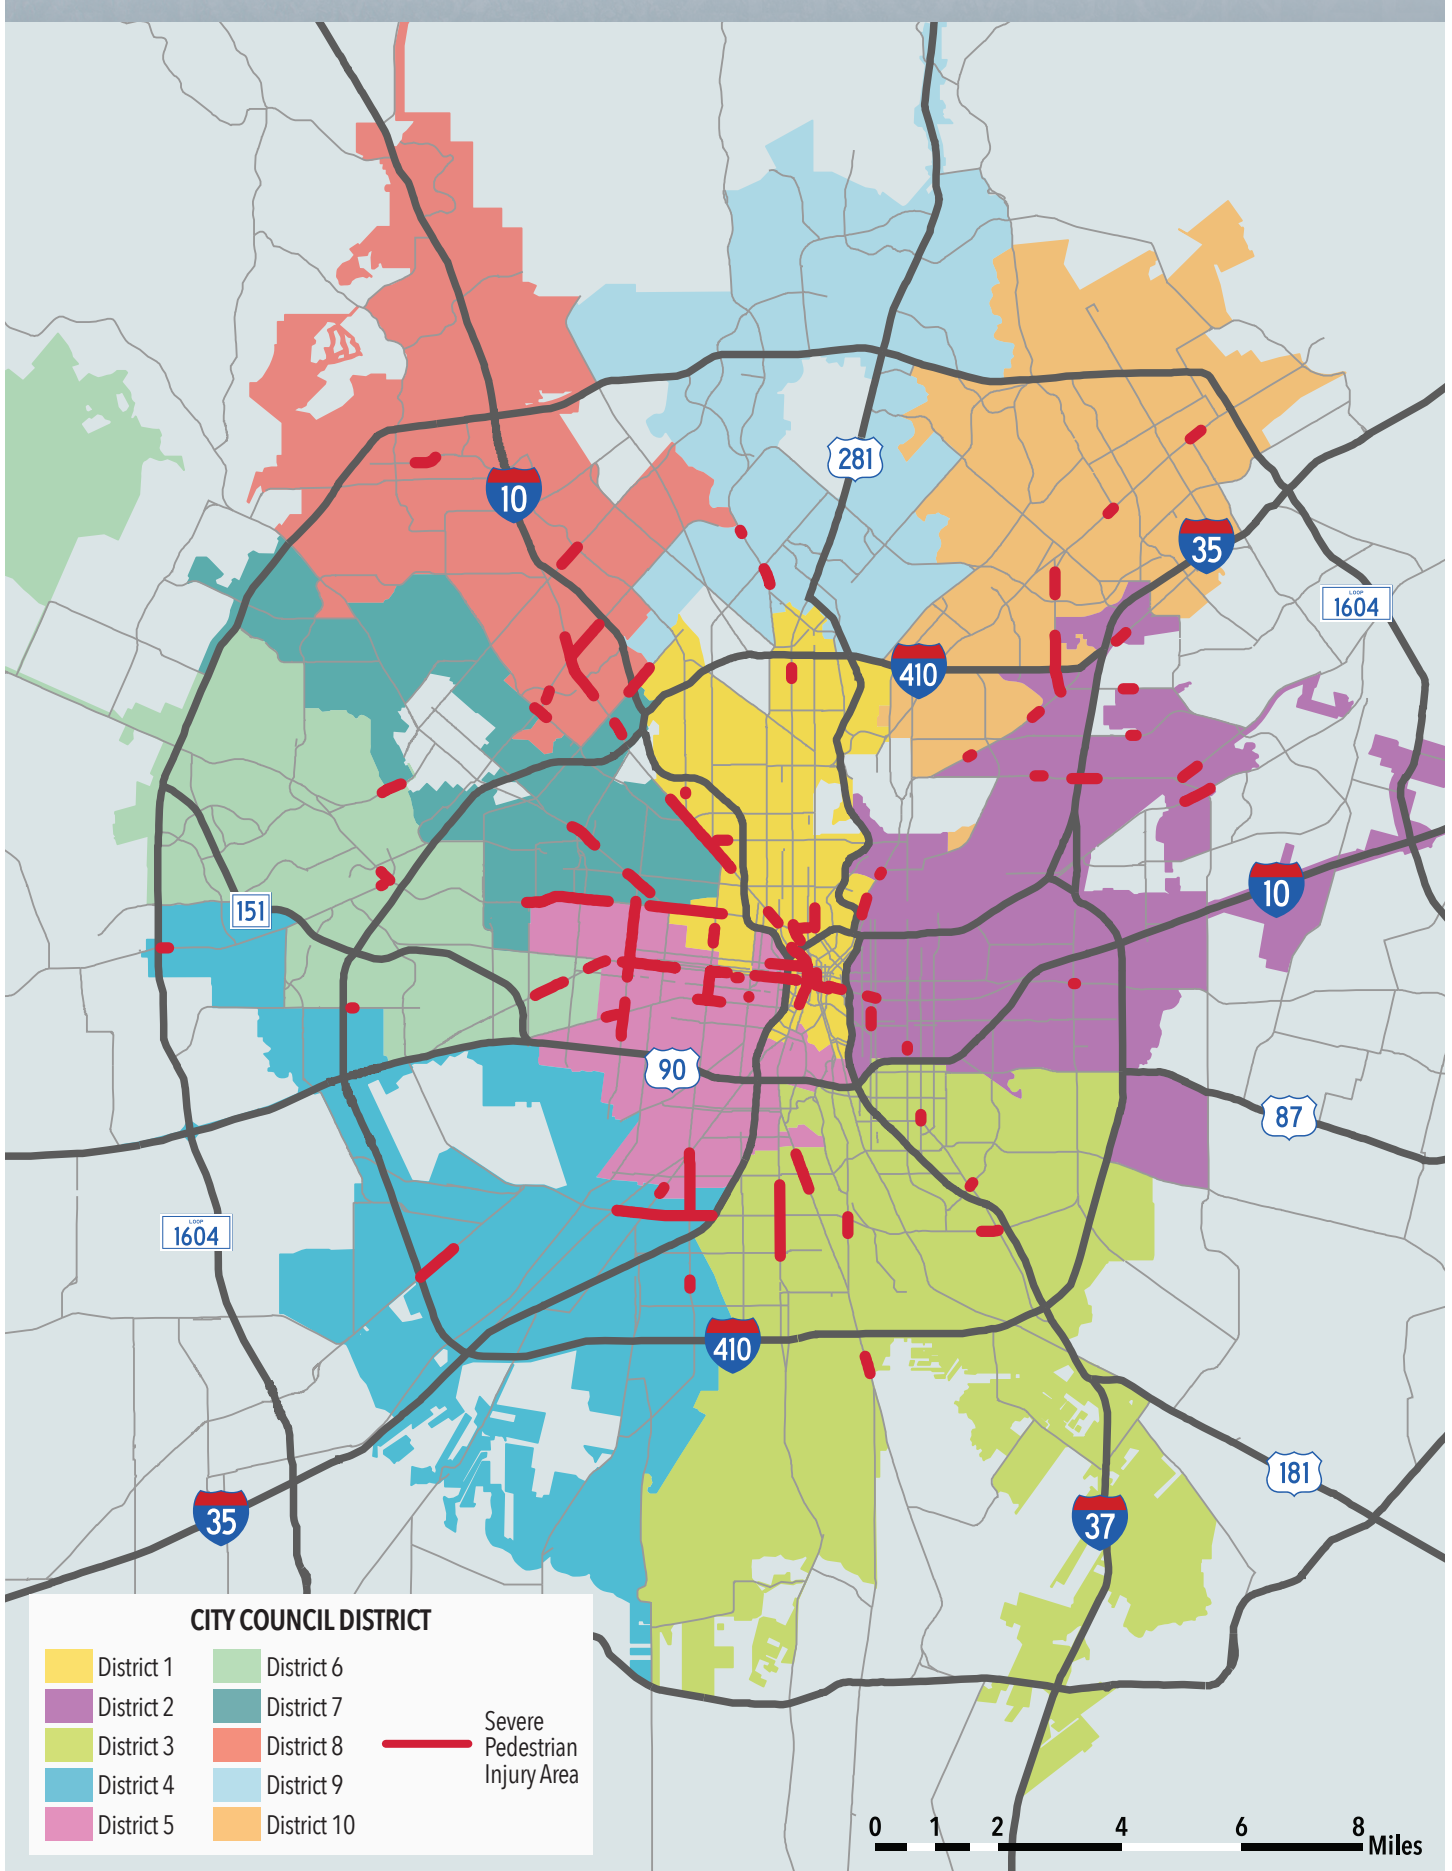 281
10
35
LOOP
1604
410
10
151
90
87
LOOP
1604
410
181
35
37
CITY COUNCIL DISTRICT
District 1
District 2
District 3
District 4
District 5
District 6
District 7
District 8
District 9
District 10
Severe
Pedestrian
Injury Area
0 1 2 4 6 8 Miles